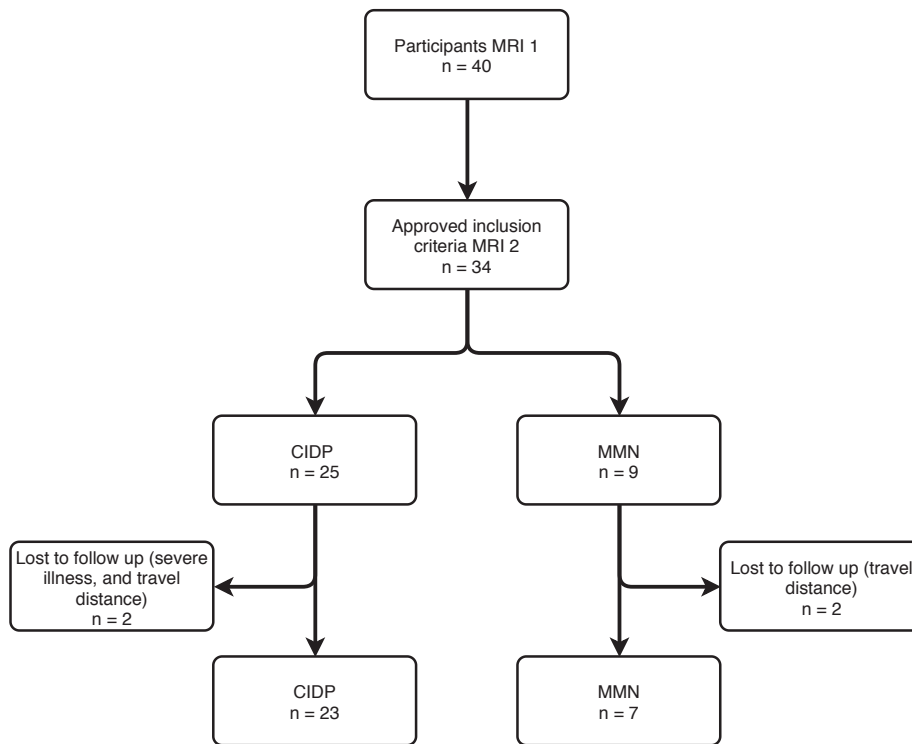 Participants MRI 1
n = 40
Approved inclusion
criteria MRI 2
n = 34
CIDP
n = 25
MMN
n = 9
Lost to follow up (severe
illness, and travel
distance)
n = 2
Lost to follow up (travel
distance)
n = 2
CIDP
n = 23
MMN
n = 7